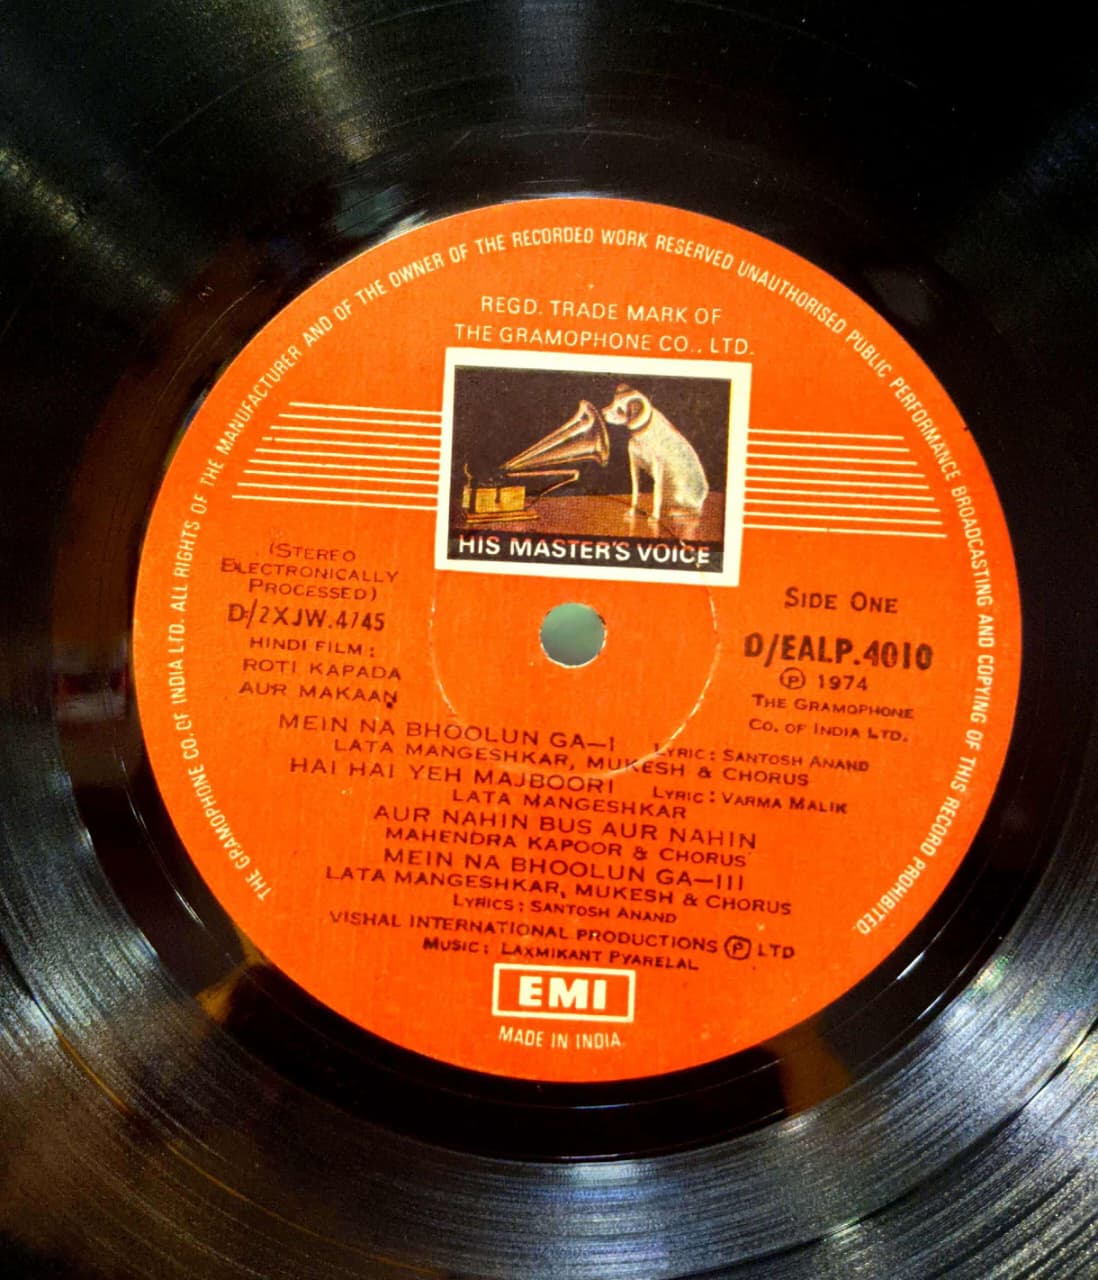 THE GRAMOPHONE CO. OF INDIA LTD. ALL RIGHTS OF THE MANUFACTURER AND OF THE OWNER OF THE RECORDED WORK RESERVED UNAUTHORISED PUBLIC PERFORMANCE BROADCASTING AND COPYING OF THIS RECORD PROHIBITED
REGD. TRADE MARK OF
THE GRAMOPHONE CO., LTD.
HIS MASTER'S VOICE
(STEREO
ELECTRONICALLY
PROCESSED)
D:/2XJW.4745
HINDI FILM:
ROTI KAPADA
AUR MAKAAN
SIDE ONE
D/EALP.4010
Ⓟ 1974
THE GRAMOPHONE
CO. OF INDIA LTD.
MEIN NA BHOOLUN GA—I LYRIC: SANTOSH ANAND
LATA MANGESHKAR, MUKESH & CHORUS
HAI HAI YEH MAJBOORI LYRIC: VARMA MALIK
LATA MANGESHKAR
AUR NAHIN BUS AUR NAHIN
MAHENDRA KAPOOR & CHORUS
MEIN NA BHOOLUN GA—III
LATA MANGESHKAR, MUKESH & CHORUS
LYRICS: SANTOSH ANAND
VISHAL INTERNATIONAL PRODUCTIONS Ⓟ LTD
MUSIC: LAXMIKANT PYARELAL
EMI
MADE IN INDIA